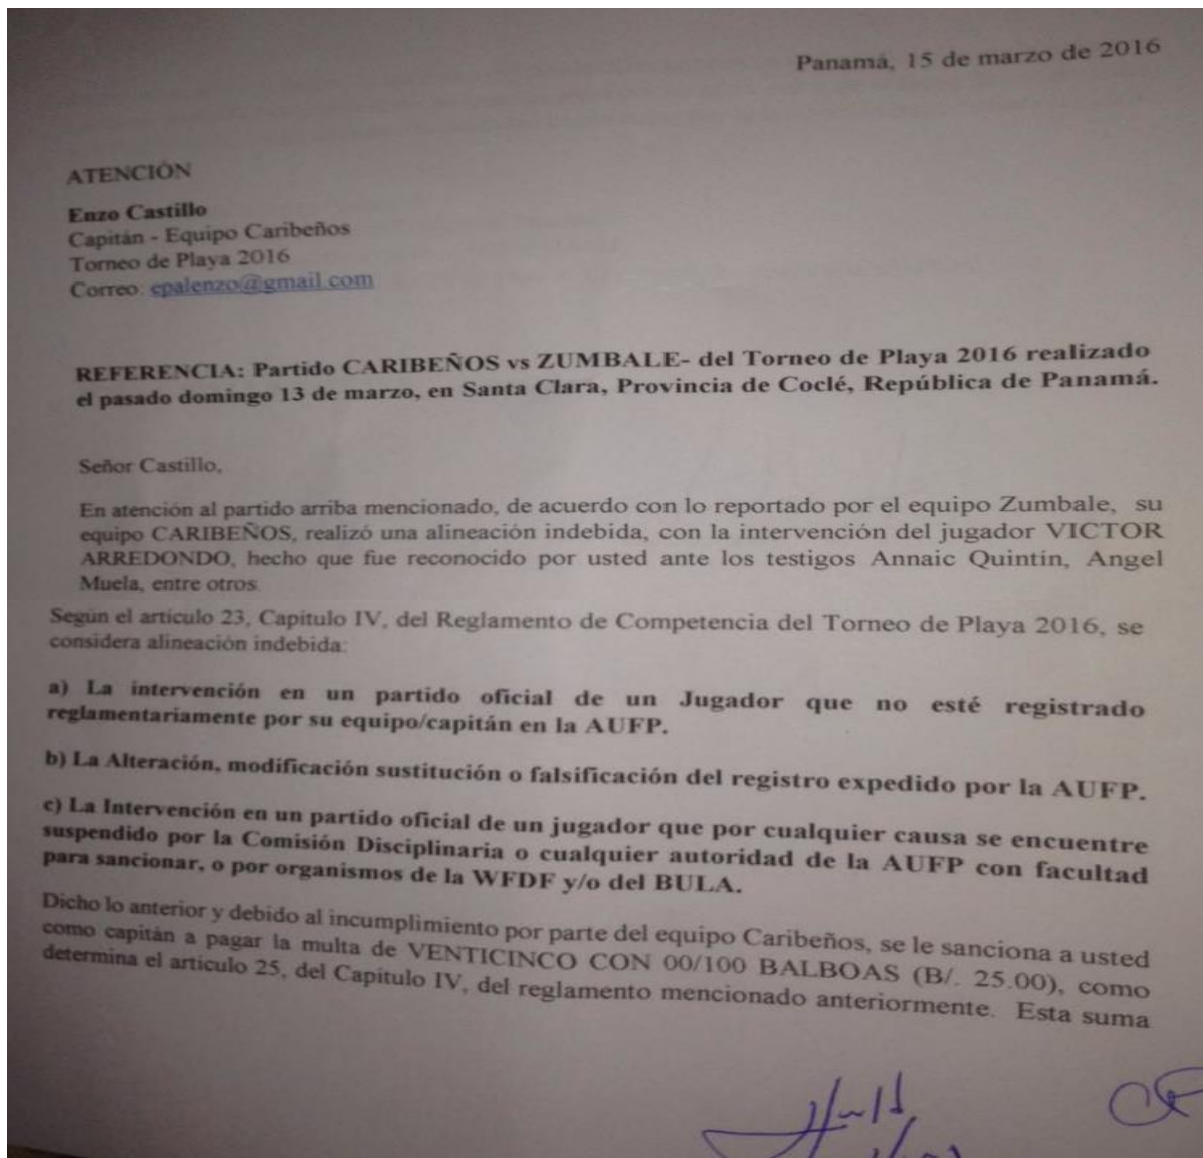 Panamá, 15 de marzo de 2016
ATENCIÓN
Enzo Castillo
Capitán - Equipo Caribeños
Torneo de Playa 2016
Correo: epalenzo@gmail.com
REFERENCIA: Partido CARIBEÑOS vs ZUMBALE- del Torneo de Playa 2016 realizado
el pasado domingo 13 de marzo, en Santa Clara, Provincia de Coclé, República de Panamá.
Señor Castillo,
En atención al partido arriba mencionado, de acuerdo con lo reportado por el equipo Zumbale, su
equipo CARIBEÑOS, realizó una alineación indebida, con la intervención del jugador VICTOR
ARREDONDO, hecho que fue reconocido por usted ante los testigos Annaic Quintín, Angel
Muela, entre otros.
Según el artículo 23, Capitulo IV, del Reglamento de Competencia del Torneo de Playa 2016, se
considera alineación indebida:
a) La intervención en un partido oficial de un Jugador que no esté registrado
reglamentariamente por su equipo/capitán en la AUFP.
b) La Alteración, modificación sustitución o falsificación del registro expedido por la AUFP.
c) La Intervención en un partido oficial de un jugador que por cualquier causa se encuentre
suspendido por la Comisión Disciplinaria o cualquier autoridad de la AUFP con facultad
para sancionar, o por organismos de la WFDF y/o del BULA.
Dicho lo anterior y debido al incumplimiento por parte del equipo Caribeños, se le sanciona a usted
como capitán a pagar la multa de VENTICINCO CON 00/100 BALBOAS (B/. 25.00), como
determina el artículo 25, del Capitulo IV, del reglamento mencionado anteriormente. Esta suma